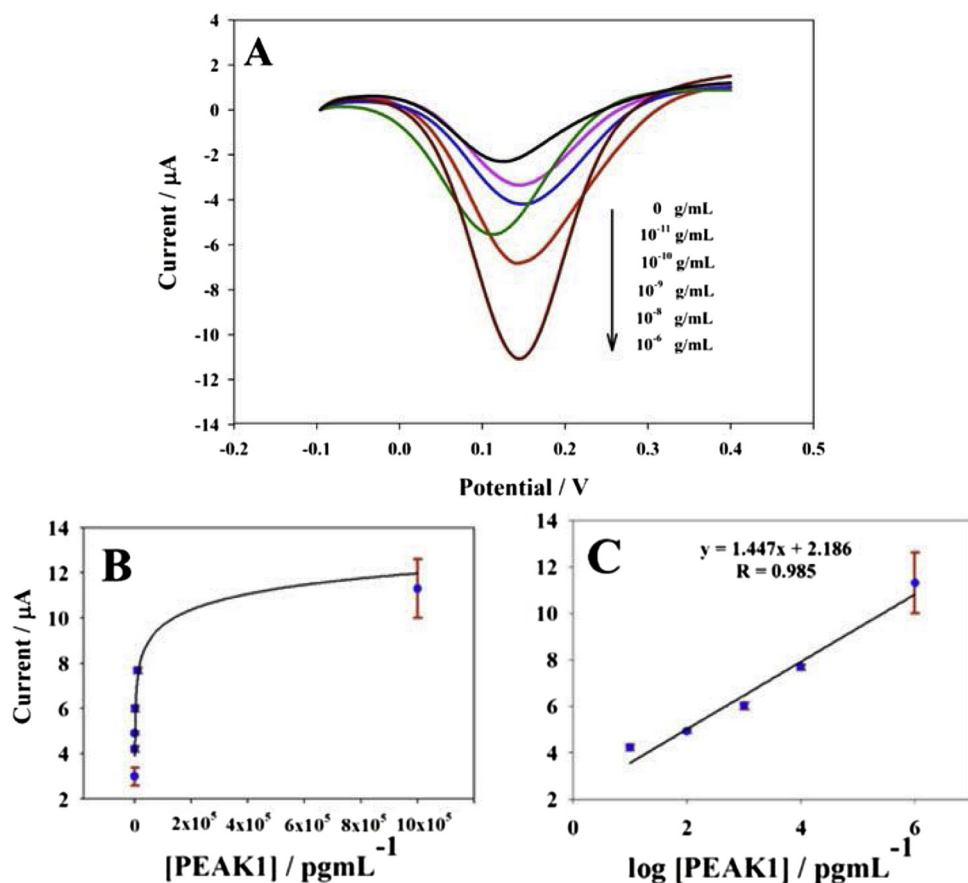 A
4
2
0
-2
-4
-6
-8
-10
-12
-14
Current / µA
-0.2 -0.1 0.0 0.1 0.2 0.3 0.4 0.5
Potential / V
0 g/mL
10⁻¹¹ g/mL
10⁻¹⁰ g/mL
10⁻⁹ g/mL
10⁻⁸ g/mL
10⁻⁶ g/mL
B
14
12
10
8
6
4
2
Current / µA
0 2x10⁵ 4x10⁵ 6x10⁵ 8x10⁵ 10x10⁵
[PEAK1] / pgmL⁻¹
C
y = 1.447x + 2.186
R = 0.985
14
12
10
8
6
4
2
0 2 4 6
log [PEAK1] / pgmL⁻¹